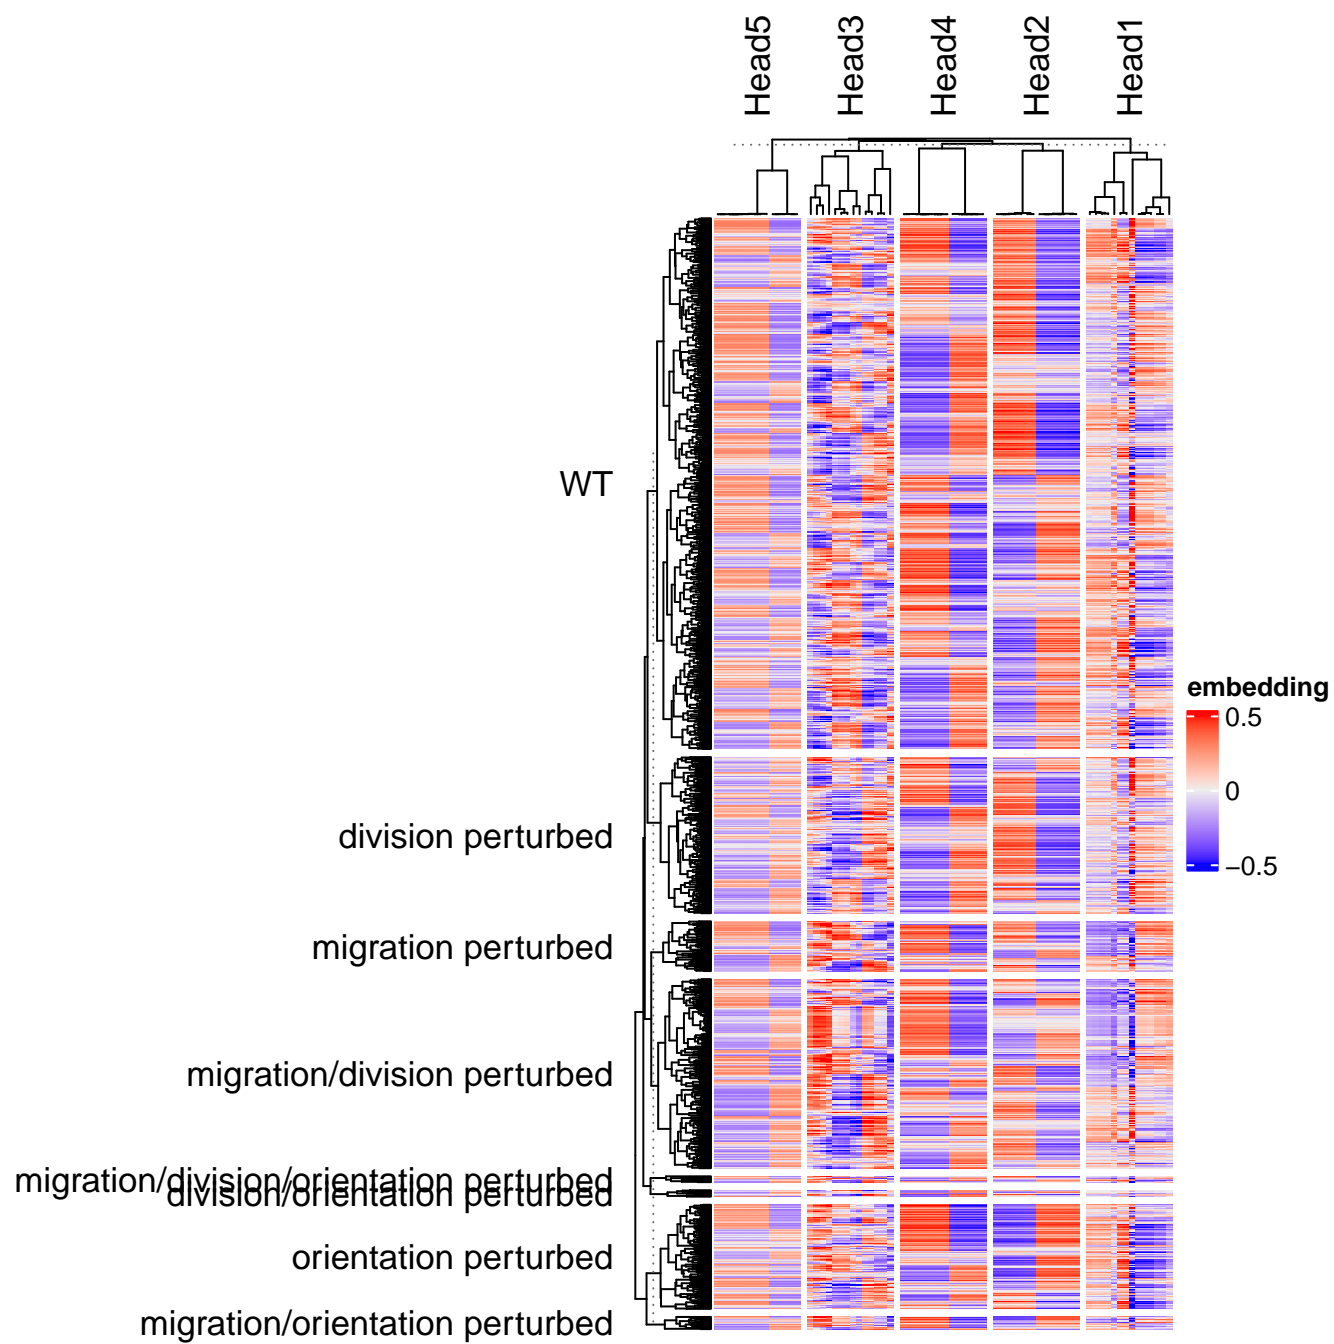 Head5
Head3
Head4
Head2
Head1
WT
embedding
0.5
0
−0.5
division perturbed
migration perturbed
migration/division perturbed
migration/division/orientation perturbed
division/orientation perturbed
orientation perturbed
migration/orientation perturbed